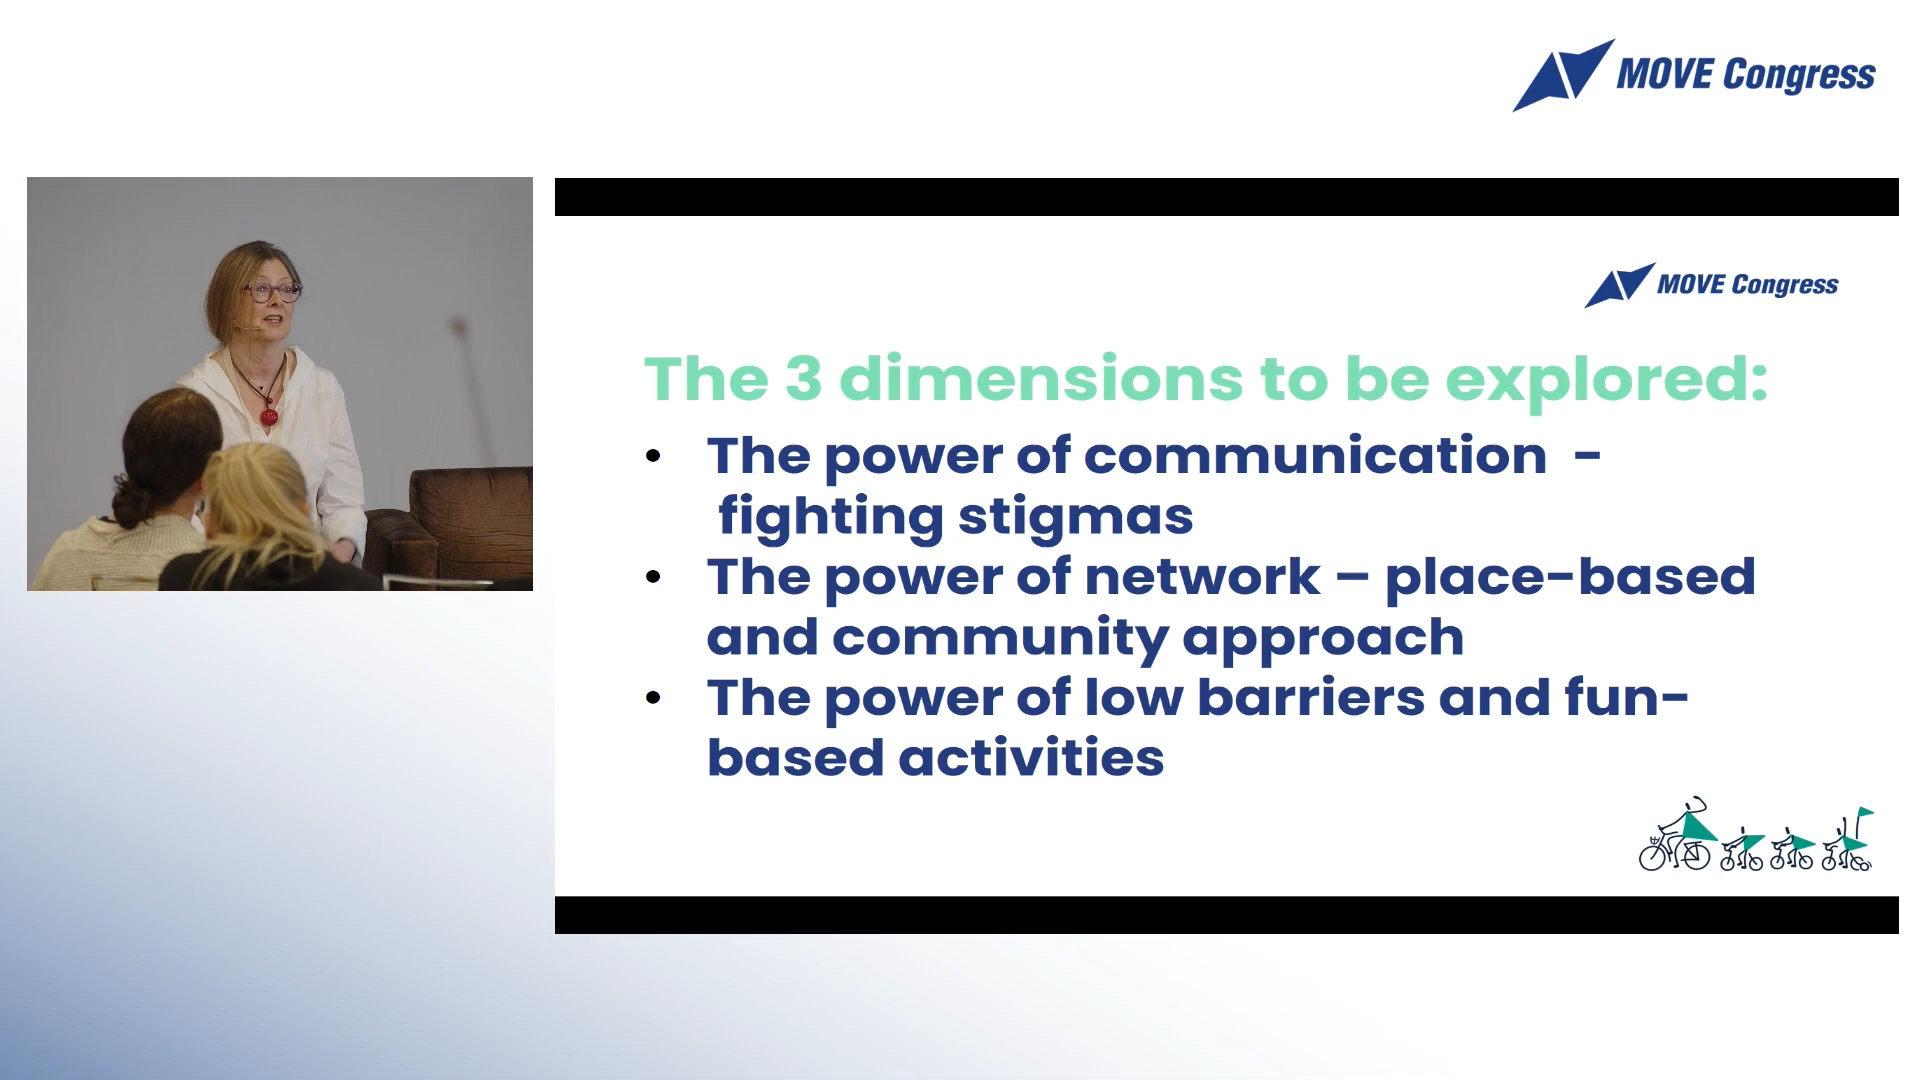 MOVE Congress
MOVE Congress
The 3 dimensions to be explored:
• The power of communication -
fighting stigmas
• The power of network – place-based
and community approach
• The power of low barriers and fun-
based activities